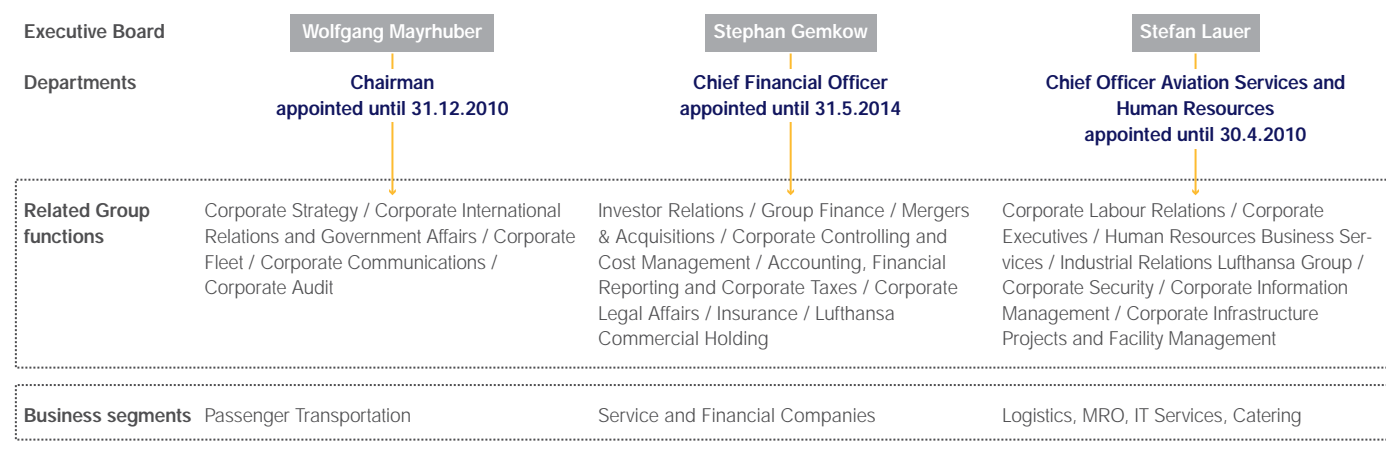 Executive Board
Wolfgang Mayrhuber
Stephan Gemkow
Stefan Lauer
Departments
Chairman
appointed until 31.12.2010
Chief Financial Officer
appointed until 31.5.2014
Chief Officer Aviation Services and
Human Resources
appointed until 30.4.2010
Related Group
functions
Corporate Strategy / Corporate International
Relations and Government Affairs / Corporate
Fleet / Corporate Communications /
Corporate Audit
Investor Relations / Group Finance / Mergers
& Acquisitions / Corporate Controlling and
Cost Management / Accounting, Financial
Reporting and Corporate Taxes / Corporate
Legal Affairs / Insurance / Lufthansa
Commercial Holding
Corporate Labour Relations / Corporate
Executives / Human Resources Business Ser-
vices / Industrial Relations Lufthansa Group /
Corporate Security / Corporate Information
Management / Corporate Infrastructure
Projects and Facility Management
Business segments
Passenger Transportation
Service and Financial Companies
Logistics, MRO, IT Services, Catering